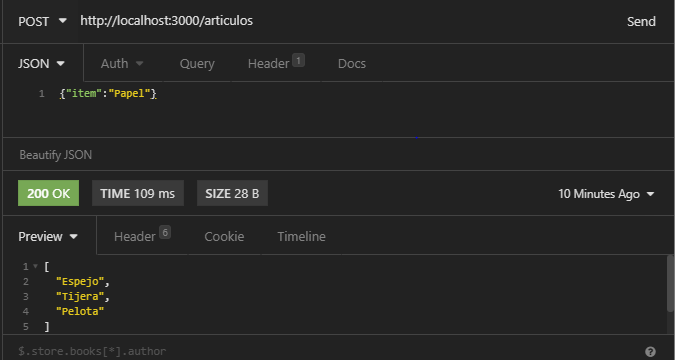 POST http://localhost:3000/articulos Send
JSON Auth Query Header 1 Docs
1 {"item":"Papel"}
Beautify JSON
200 OK TIME 109 ms SIZE 28 B 10 Minutes Ago
Preview Header 6 Cookie Timeline
1 [
2 "Espejo",
3 "Tijera",
4 "Pelota"
5 ]
$.store.books[*].author